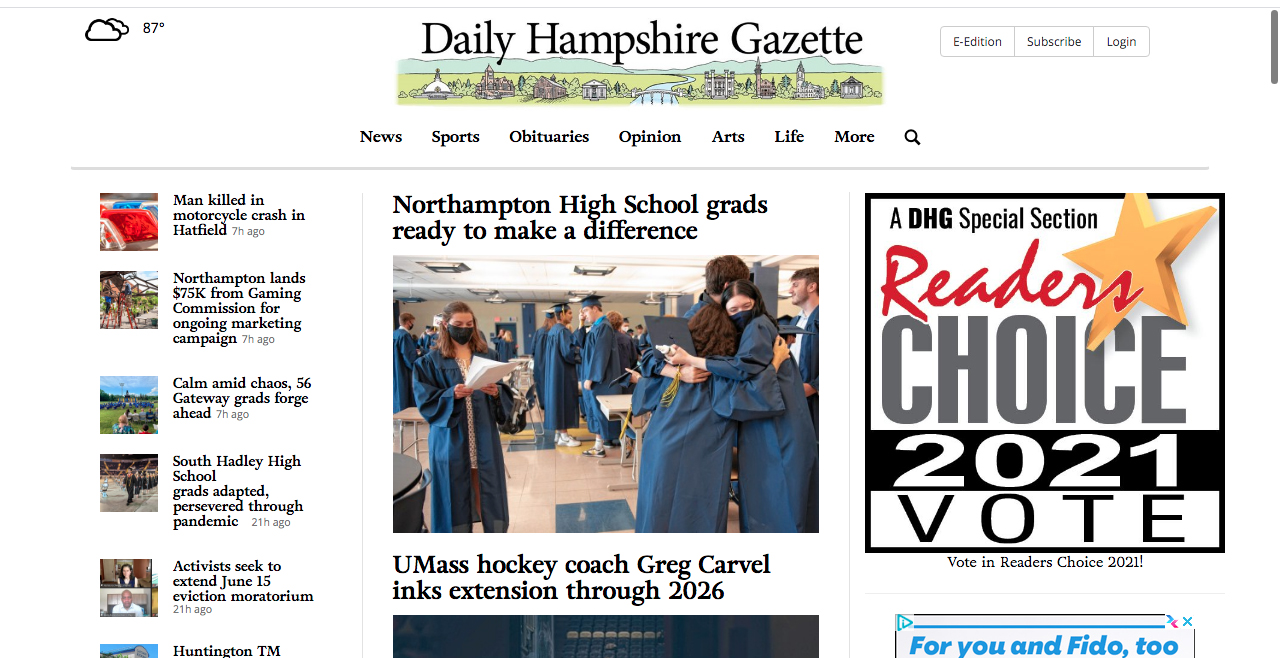 87°
Daily Hampshire Gazette
E-Edition
Subscribe
Login
News
Sports
Obituaries
Opinion
Arts
Life
More
Man killed in
motorcycle crash in
Hatfield 7h ago
Northampton lands
$75K from Gaming
Commission for
ongoing marketing
campaign 7h ago
Calm amid chaos, 56
Gateway grads forge
ahead 7h ago
South Hadley High
School
grads adapted,
persevered through
pandemic 21h ago
Activists seek to
extend June 15
eviction moratorium
21h ago
Huntington TM
Northampton High School grads
ready to make a difference
UMass hockey coach Greg Carvel
inks extension through 2026
A DHG Special Section
Readers
CHOICE
2021
VOTE
Vote in Readers Choice 2021!
For you and Fido, too